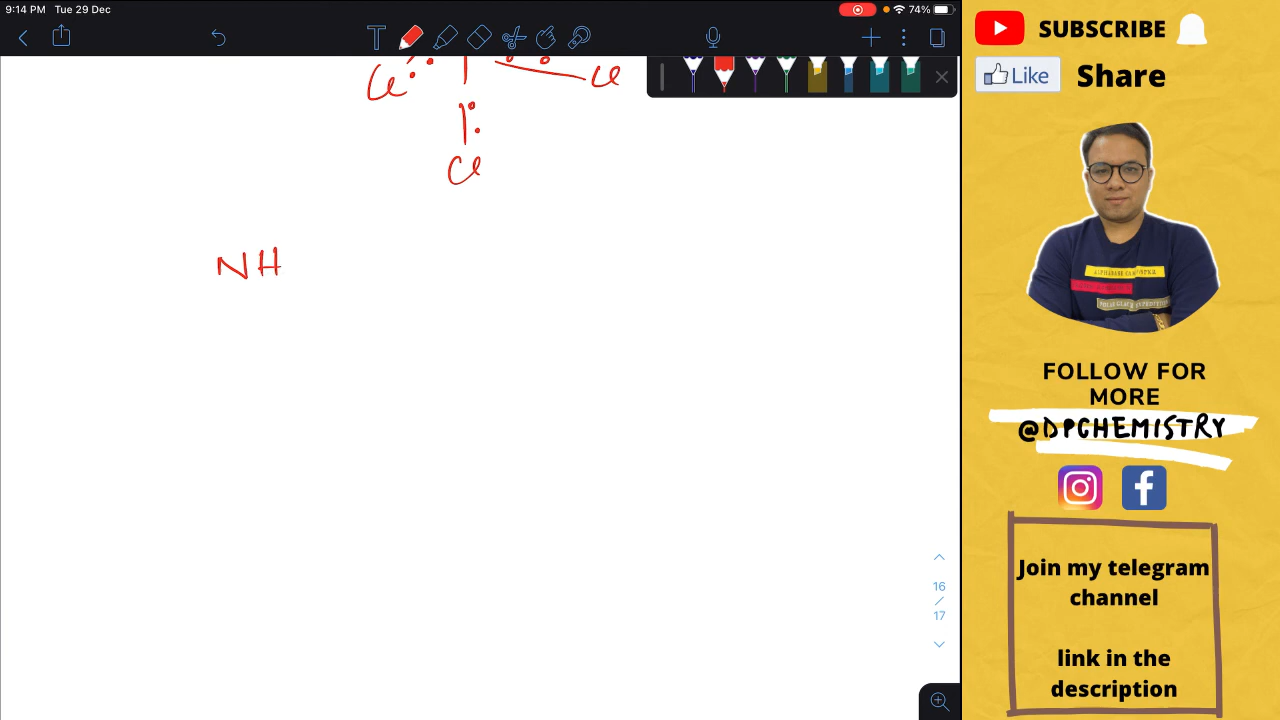 9:14 PM Tue 29 Dec
74%
Cl
Cl
Cl
NH
16
/
17
SUBSCRIBE
Like
Share
FOLLOW FOR
MORE
@DPCHEMISTRY
Join my telegram
channel
link in the
description